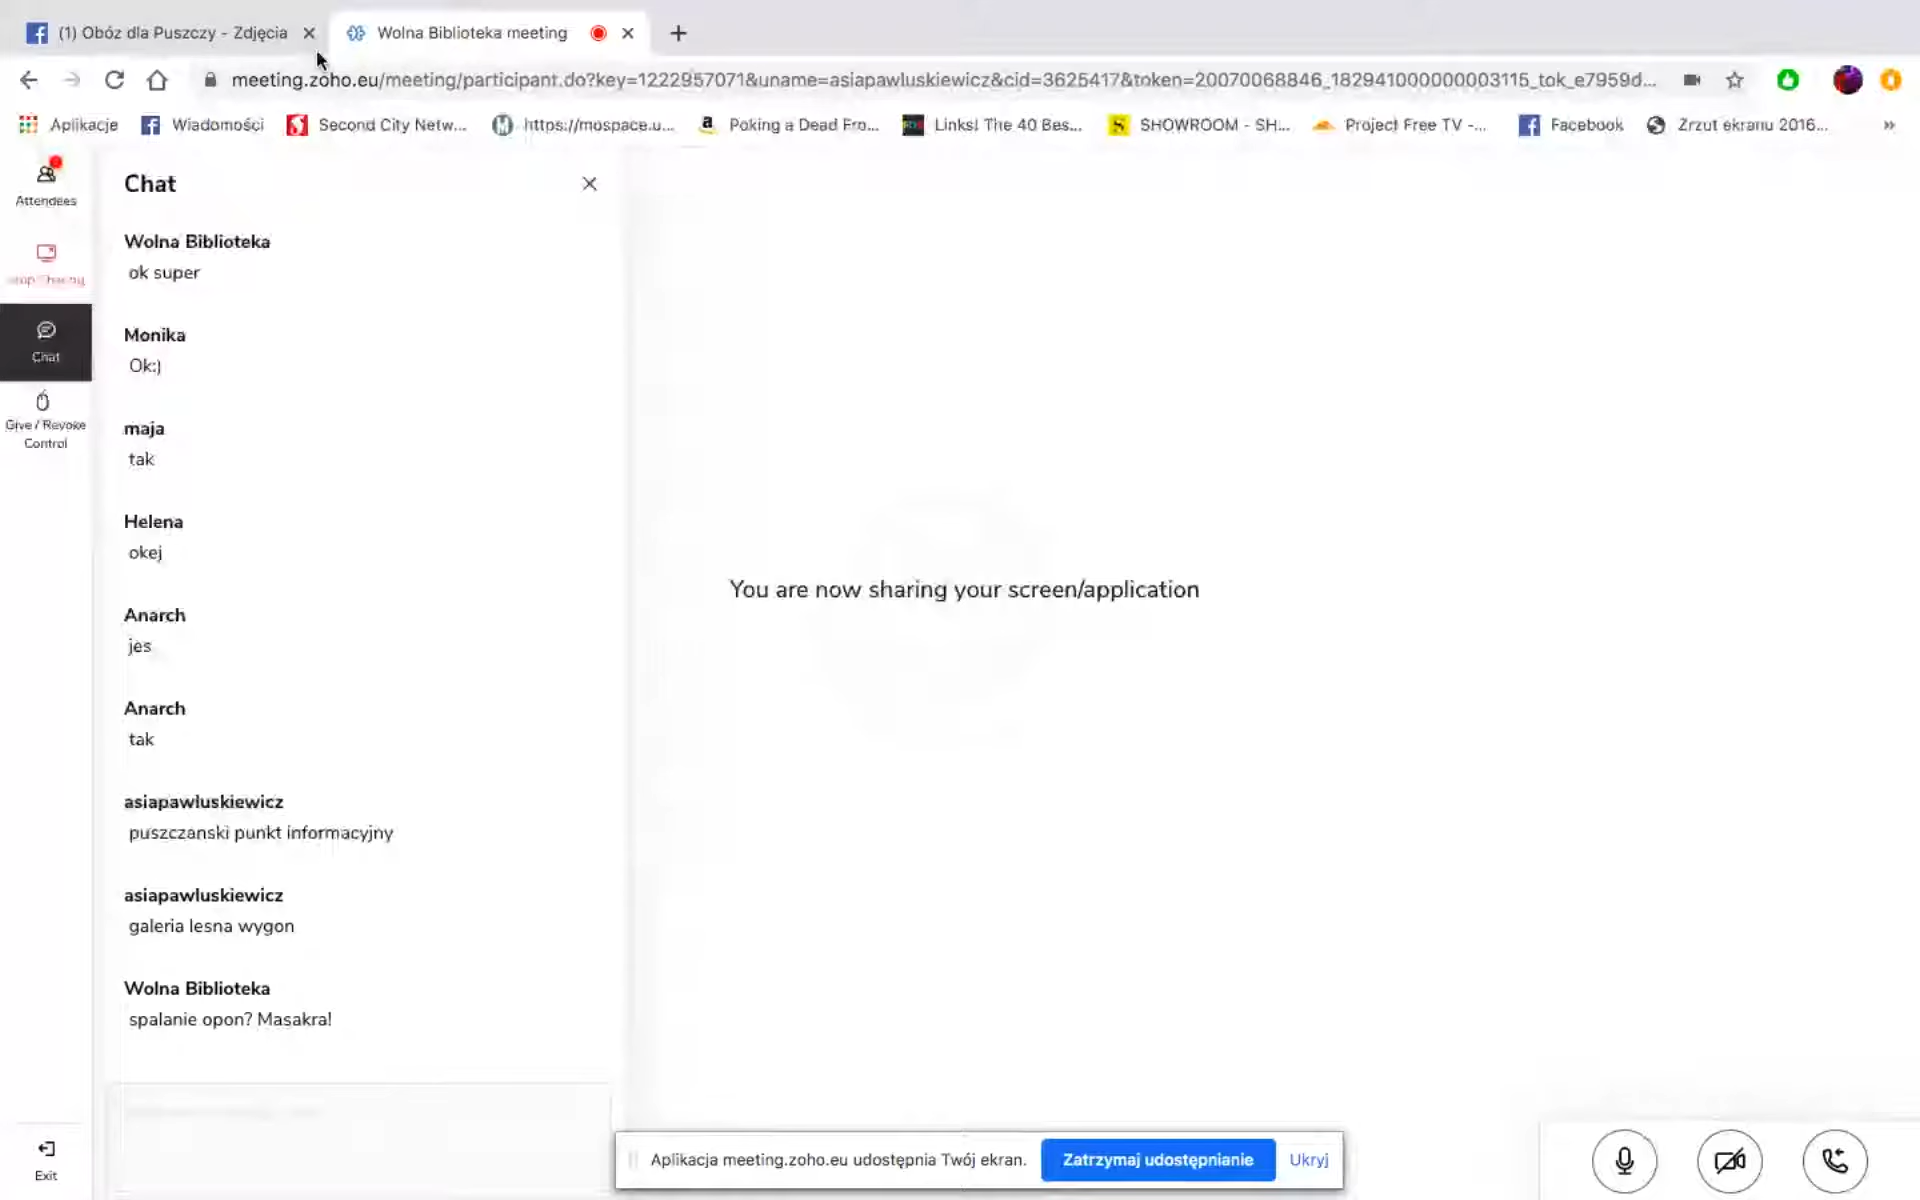 (1) Obóz dla Puszczy - Zdjęcia
Wolna Biblioteka meeting
meeting.zoho.eu/meeting/participant.do?key=1222957071&uname=asiapawluskiewicz&cid=3625417&token=20070068846_182941000000003115_tok_e7959d...
Aplikacje
Wiadomości
Second City Netw...
https://mospace.u...
Poking a Dead Fro...
Links! The 40 Bes...
SHOWROOM - SH...
Project Free TV -...
Facebook
Zrzut ekranu 2016...
Attendees
Stop Sharing
Chat
Give / Revoke
Control
Exit
Chat
Wolna Biblioteka
ok super
Monika
Ok:)
maja
tak
Helena
okej
Anarch
jes
Anarch
tak
asiapawluskiewicz
puszczanski punkt informacyjny
asiapawluskiewicz
galeria lesna wygon
Wolna Biblioteka
spalanie opon? Masakra!
You are now sharing your screen/application
Aplikacja meeting.zoho.eu udostępnia Twój ekran.
Zatrzymaj udostępnianie
Ukryj